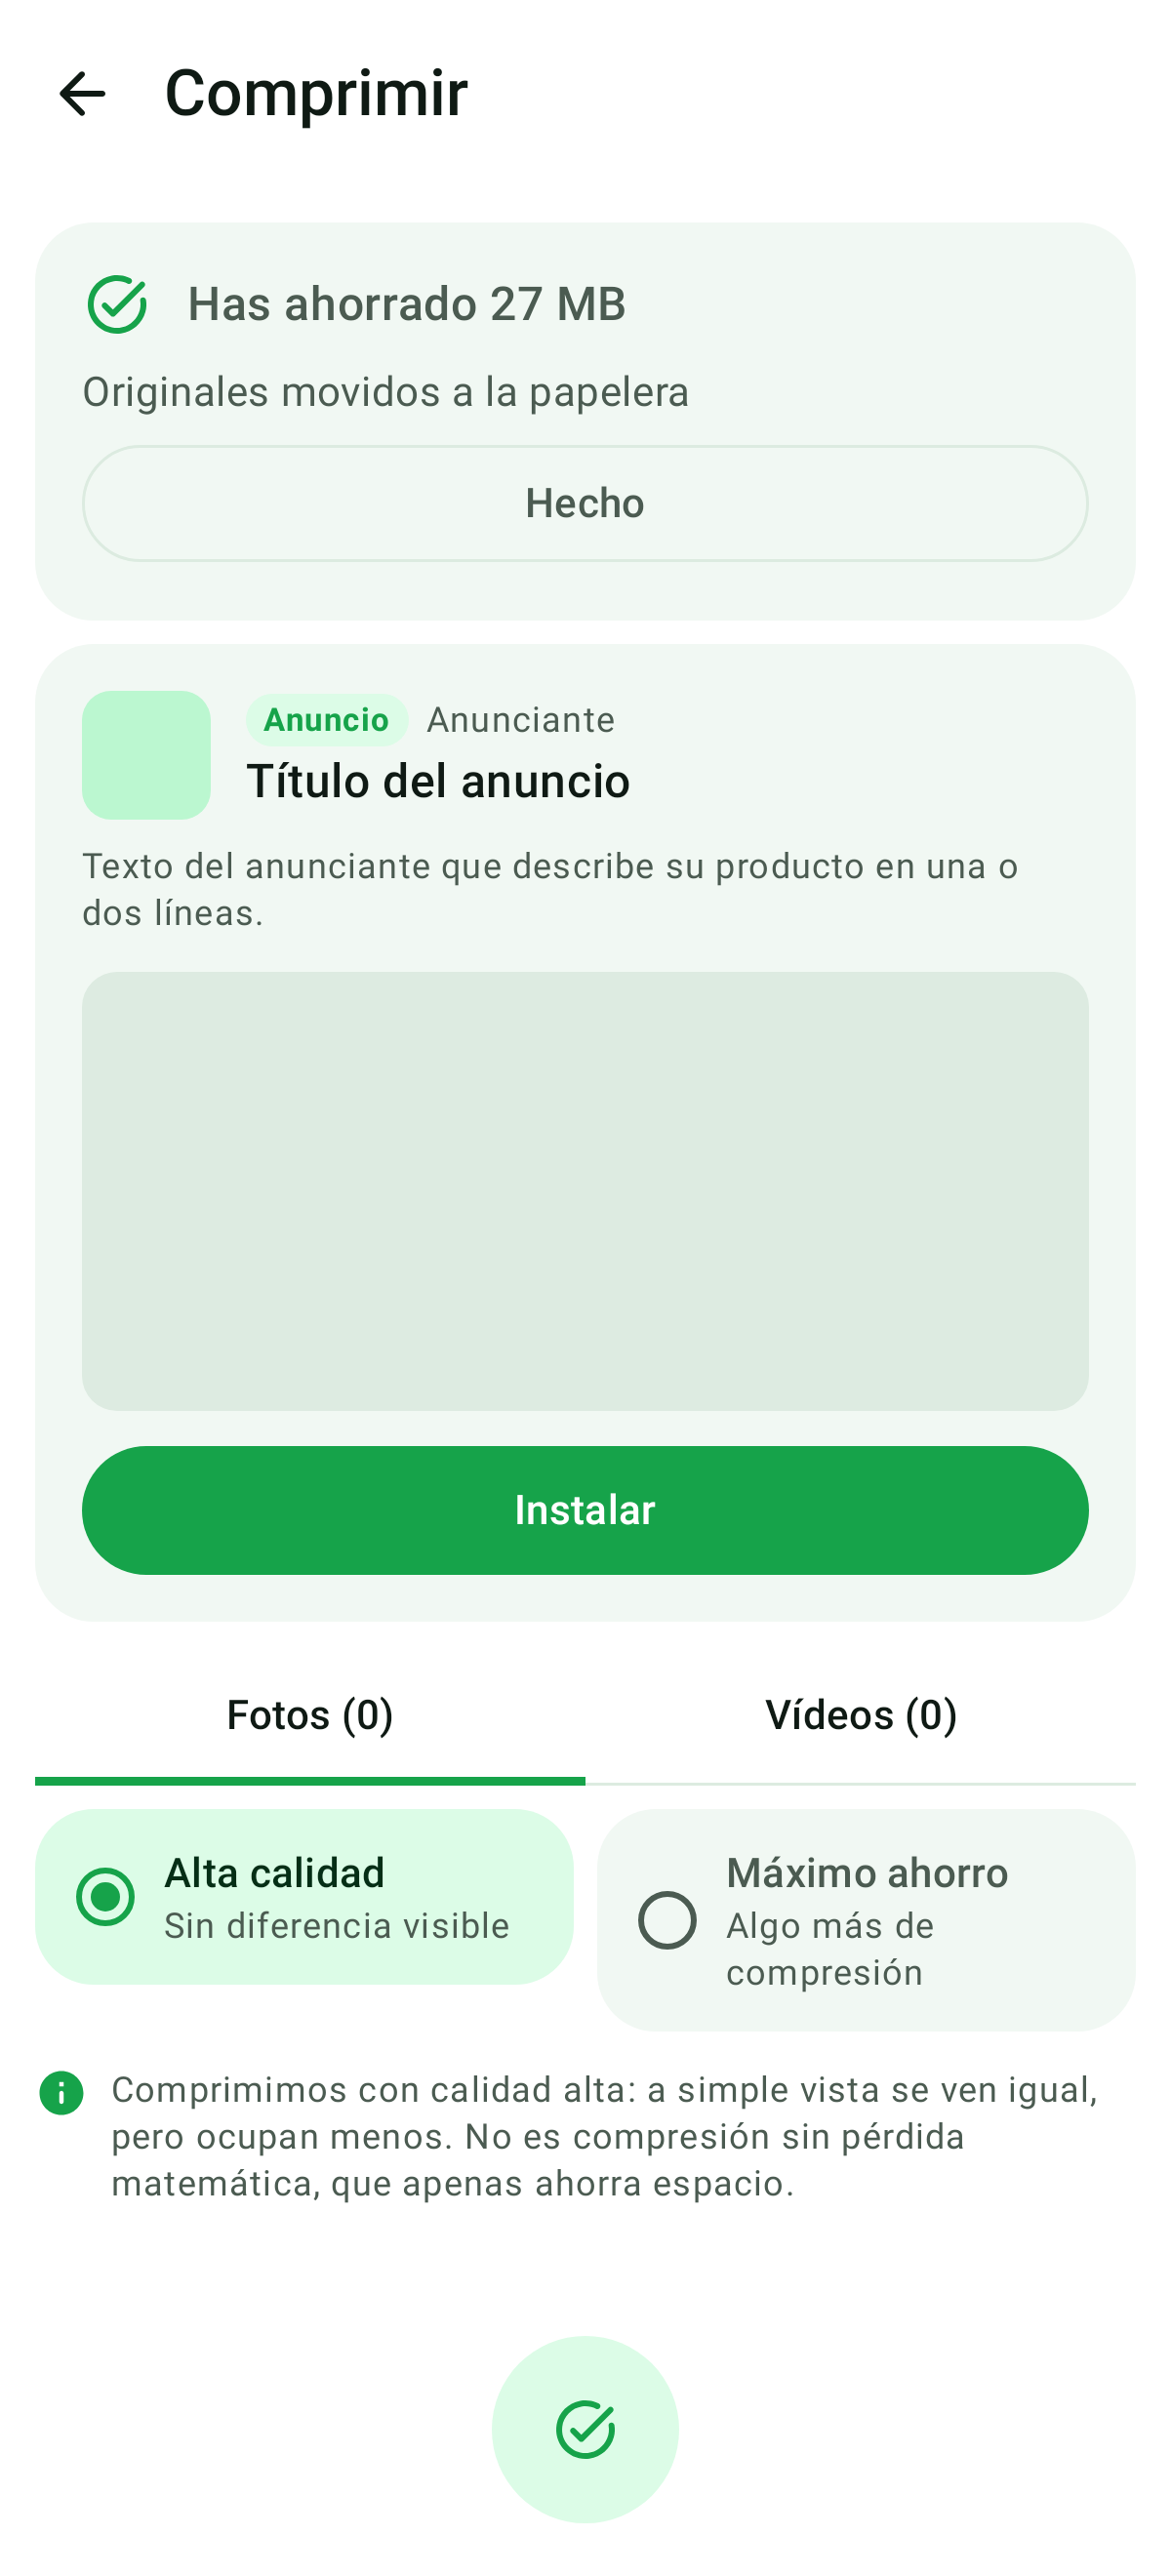 Comprimir
Has ahorrado 27 MB
Originales movidos a la papelera
Hecho
Anuncio Anunciante
Título del anuncio
Texto del anunciante que describe su producto en una o
dos líneas.
Instalar
Fotos (0) Vídeos (0)
Alta calidad
Sin diferencia visible
Máximo ahorro
Algo más de
compresión
Comprimimos con calidad alta: a simple vista se ven igual,
pero ocupan menos. No es compresión sin pérdida
matemática, que apenas ahorra espacio.